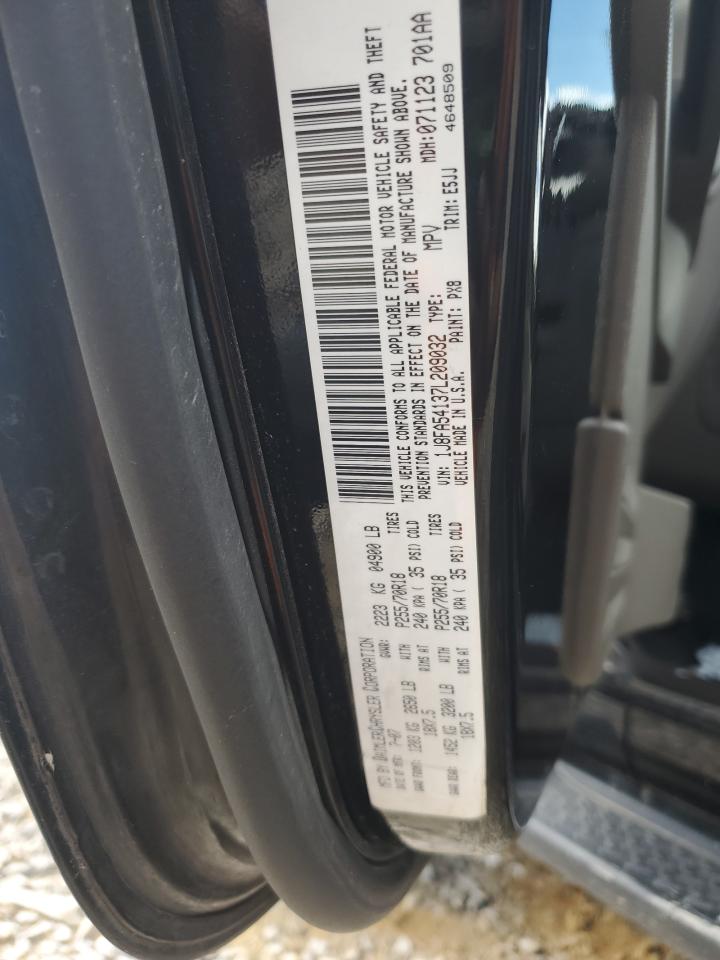 MFD BY DAIMLERCHRYSLER CORPORATION
DATE OF MFR: 7-07 GVWR: 2223 KG 04900 LB
GAWR FRONT: 1203 KG 2650 LB WITH P255/70R18 TIRES
18X7.5 RIMS AT 240 KPA ( 35 PSI) COLD
GAWR REAR: 1452 KG 3200 LB WITH P255/70R18 TIRES
18X7.5 RIMS AT 240 KPA ( 35 PSI) COLD
THIS VEHICLE CONFORMS TO ALL APPLICABLE FEDERAL MOTOR VEHICLE SAFETY AND THEFT
PREVENTION STANDARDS IN EFFECT ON THE DATE OF MANUFACTURE SHOWN ABOVE.
VIN: 1J8FA54137L209032 TYPE: MPV MDH:071123 701AA
VEHICLE MADE IN U.S.A. PAINT: PX8 TRIM: E5JJ 4648509